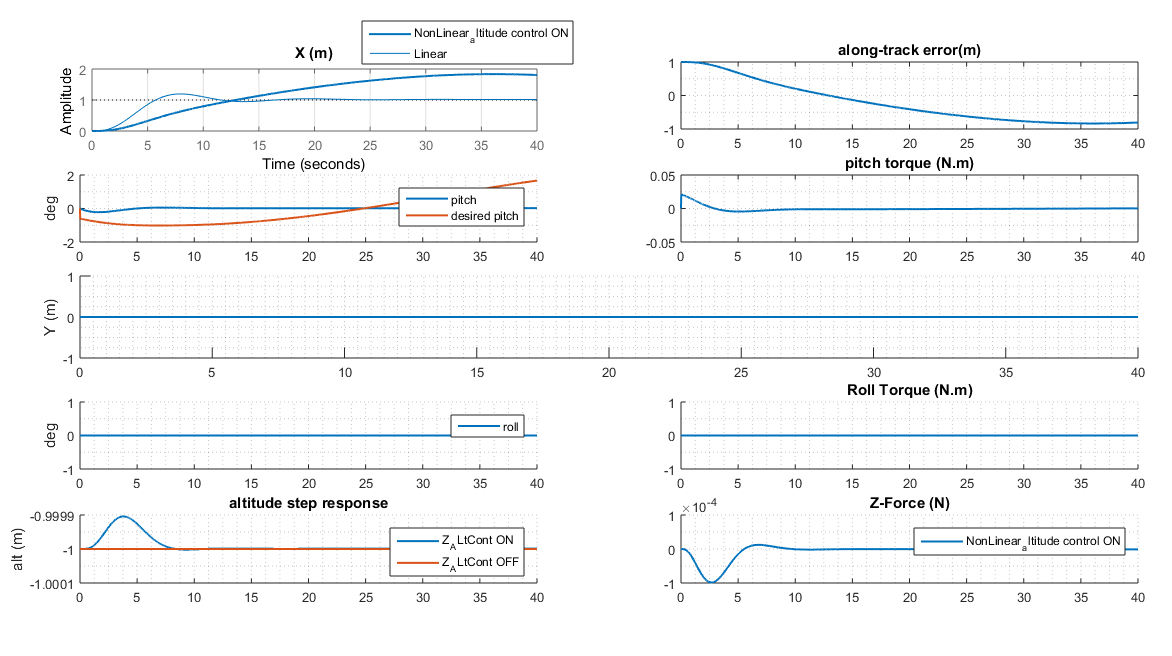 NonLinear_altitude control ON
Linear
X (m)
Amplitude
2
1
0
0 5 10 15 20 25 30 35 40
Time (seconds)
along-track error(m)
1
0
-1
0 5 10 15 20 25 30 35 40
deg
2
0
-2
pitch
desired pitch
0 5 10 15 20 25 30 35 40
pitch torque (N.m)
0.05
0
-0.05
0 5 10 15 20 25 30 35 40
Y (m)
1
0
-1
0 5 10 15 20 25 30 35 40
deg
1
0
-1
roll
0 5 10 15 20 25 30 35 40
Roll Torque (N.m)
1
0
-1
0 5 10 15 20 25 30 35 40
altitude step response
alt (m)
-0.9999
-1
-1.0001
Z_ALtCont ON
Z_ALtCont OFF
0 5 10 15 20 25 30 35 40
Z-Force (N)
×10^-4
1
0
-1
NonLinear_altitude control ON
0 5 10 15 20 25 30 35 40